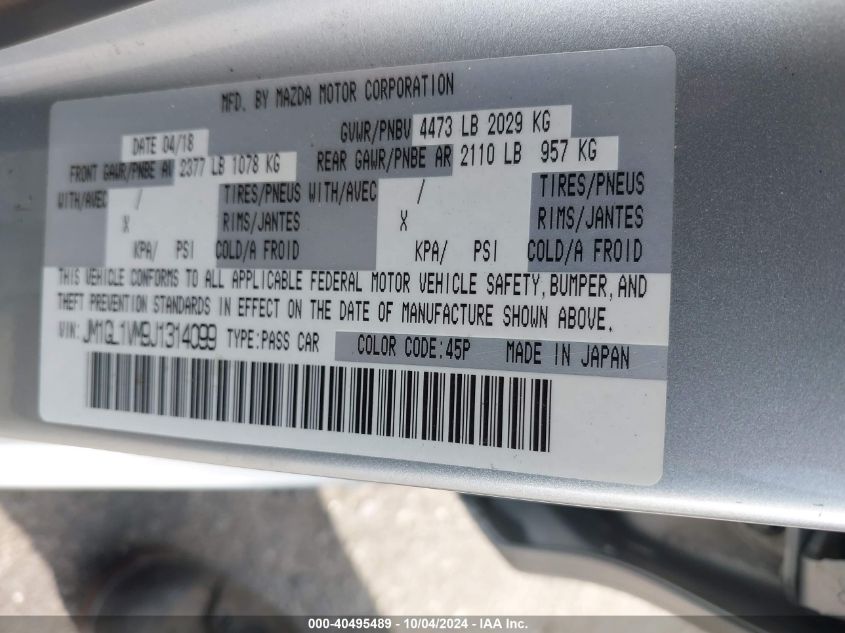 MFD. BY MAZDA MOTOR CORPORATION
DATE 04/18 GVWR/PNBV 4473 LB 2029 KG
FRONT GAWR/PNBE AV 2377 LB 1078 KG REAR GAWR/PNBE AR 2110 LB 957 KG
WITH/AVEC / TIRES/PNEUS WITH/AVEC / TIRES/PNEUS
X RIMS/JANTES X RIMS/JANTES
KPA/ PSI COLD/A FROID KPA/ PSI COLD/A FROID
THIS VEHICLE CONFORMS TO ALL APPLICABLE FEDERAL MOTOR VEHICLE SAFETY, BUMPER, AND
THEFT PREVENTION STANDARDS IN EFFECT ON THE DATE OF MANUFACTURE SHOWN ABOVE.
VIN: JM1GL1VM9J1314099 TYPE:PASS CAR COLOR CODE:45P MADE IN JAPAN
000-40495489 - 10/04/2024 - IAA Inc.